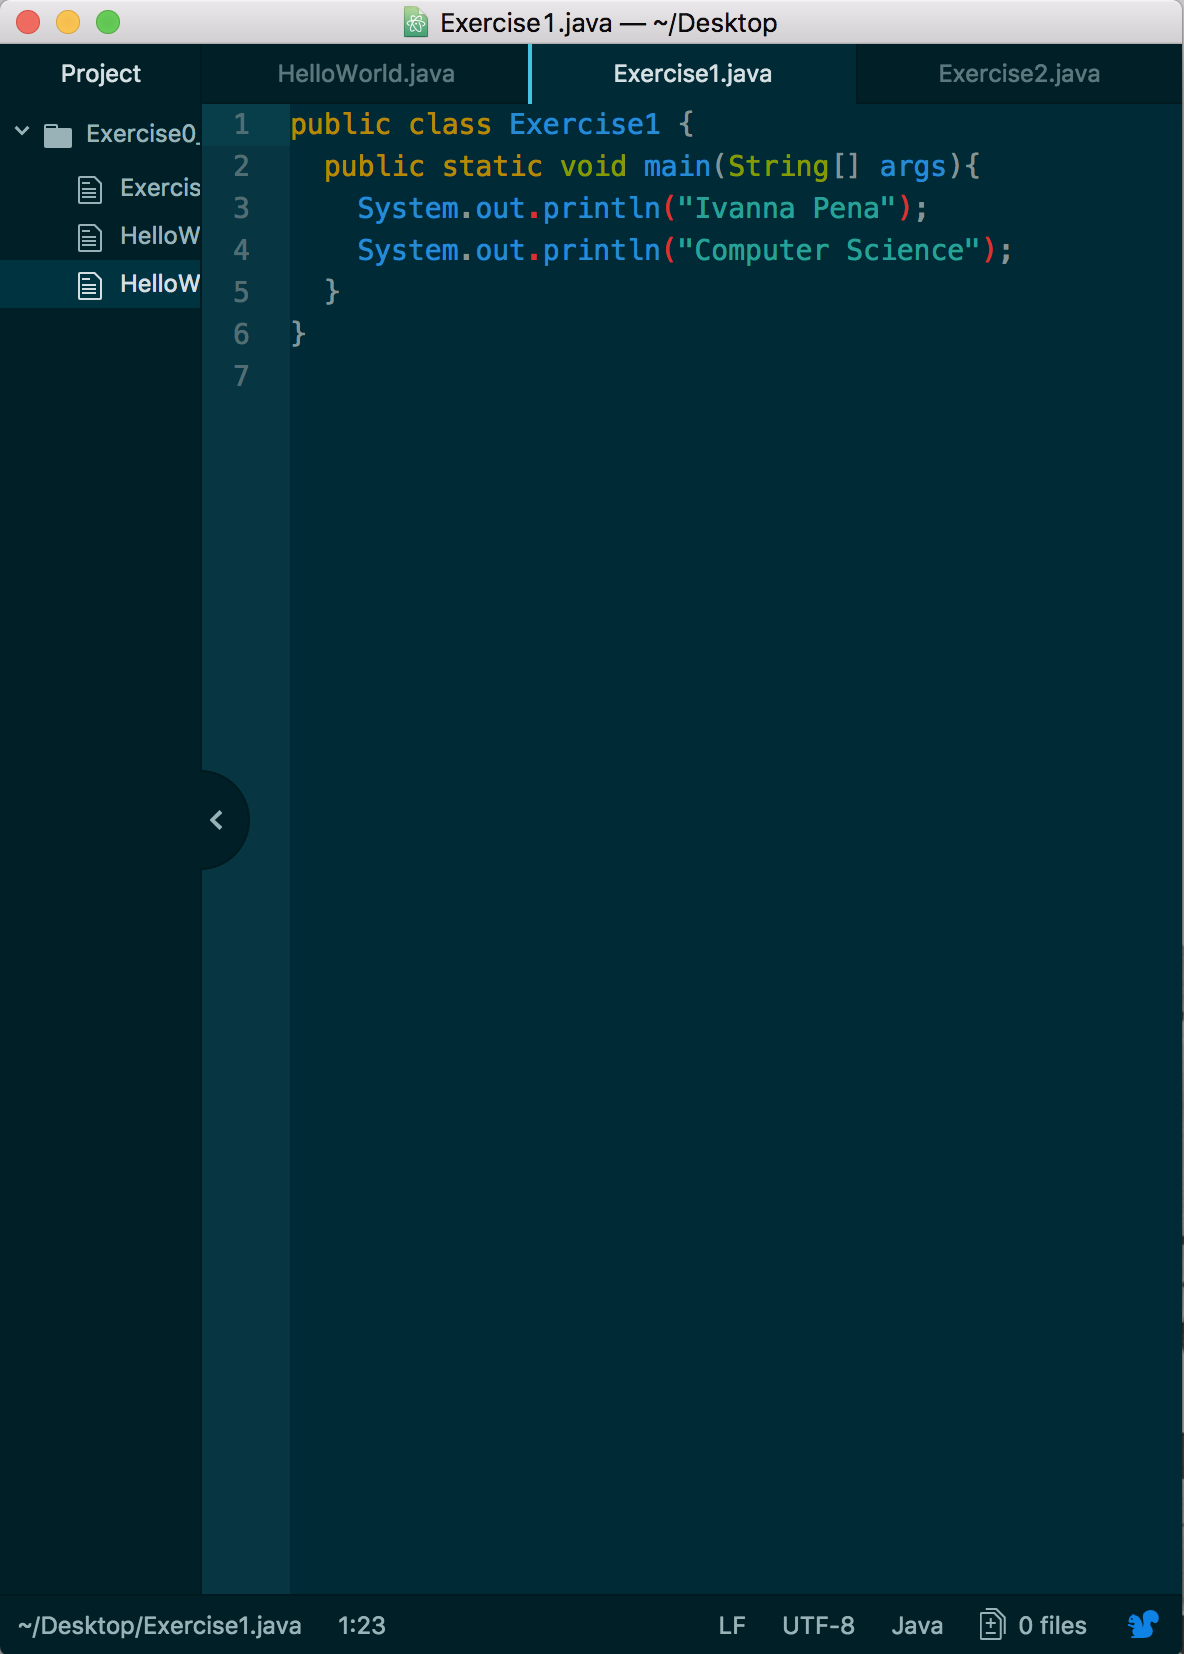 Exercise1.java — ~/Desktop
Project
HelloWorld.java
Exercise1.java
Exercise2.java
Exercise0_
Exercis
HelloW
HelloW
1 public class Exercise1 {
2 public static void main(String[] args){
3 System.out.println("Ivanna Pena");
4 System.out.println("Computer Science");
5 }
6 }
7
~/Desktop/Exercise1.java 1:23 LF UTF-8 Java 0 files